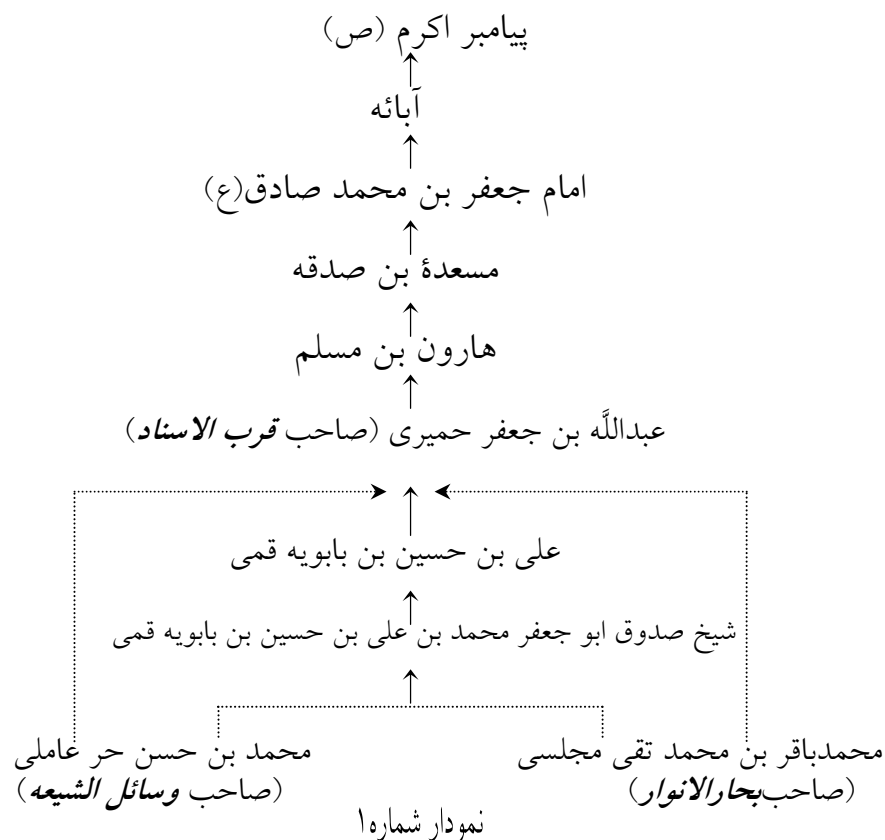 پیامبر اکرم (ص)
آبائه
امام جعفر بن محمد صادق(ع)
مسعدة بن صدقه
هارون بن مسلم
عبداللَّه بن جعفر حمیری (صاحب قرب الاسناد)
علی بن حسین بن بابویه قمی
شیخ صدوق ابو جعفر محمد بن علی بن حسین بن بابویه قمی
محمدباقر بن محمد تقی مجلسی
(صاحب بحارالانوار)
محمد بن حسن حر عاملی
(صاحب وسائل الشیعه)
نمودار شماره۱